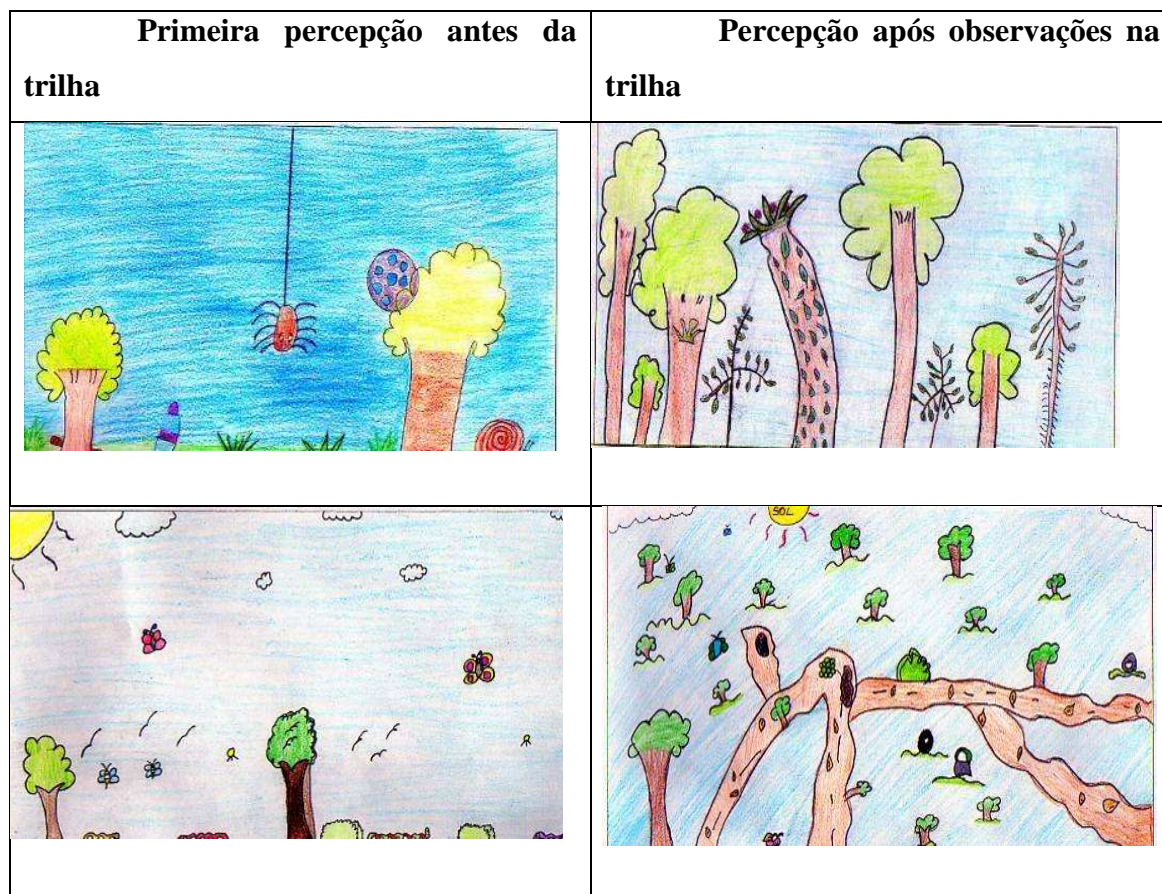 Primeira percepção antes da
trilha
Percepção após observações na
trilha
SOL